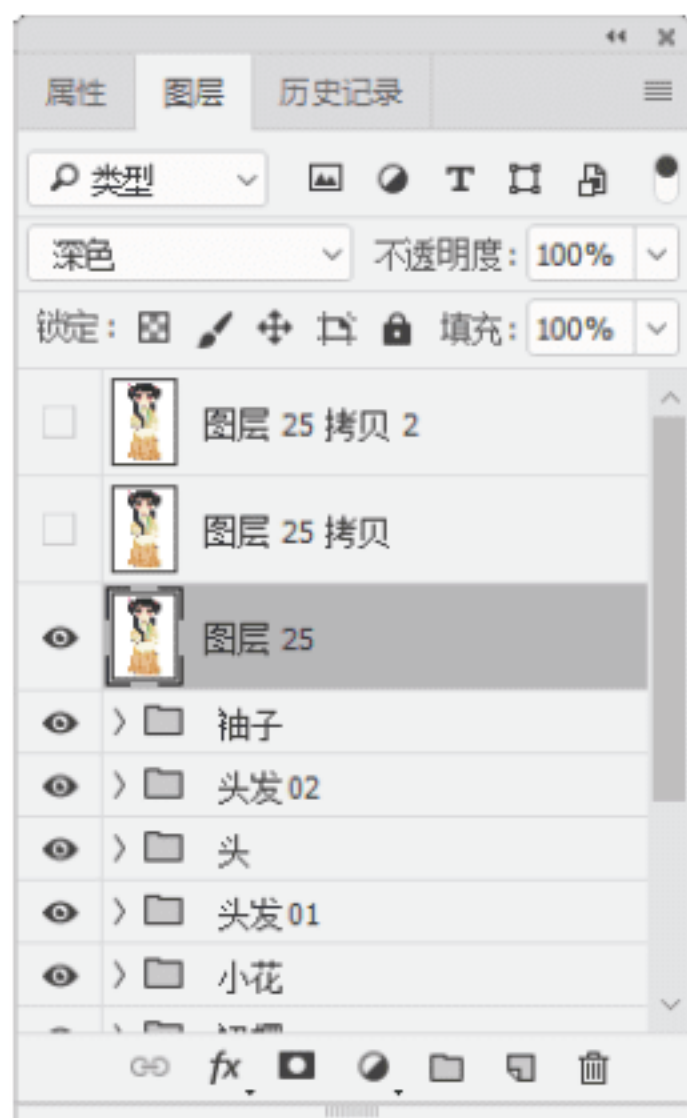 属性 图层 历史记录
类型
深色 不透明度: 100%
锁定: 填充: 100%
图层 25 拷贝 2
图层 25 拷贝
图层 25
袖子
头发02
头
头发01
小花
fx